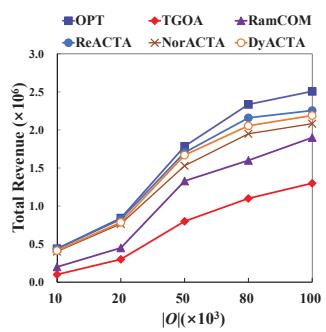 OPT TGOA RamCOM
ReACTA NorACTA DyACTA
Total Revenue (×10⁶)
3.0
2.5
2.0
1.5
1.0
0.5
0.0
10 20 50 80 100
|O|(×10³)